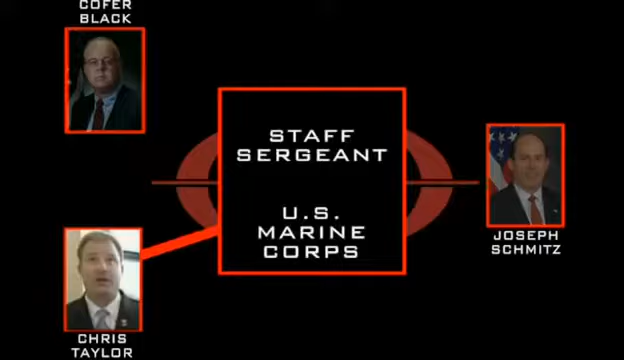 COFER
BLACK
STAFF
SERGEANT
U.S.
MARINE
CORPS
JOSEPH
SCHMITZ
CHRIS
TAYLOR